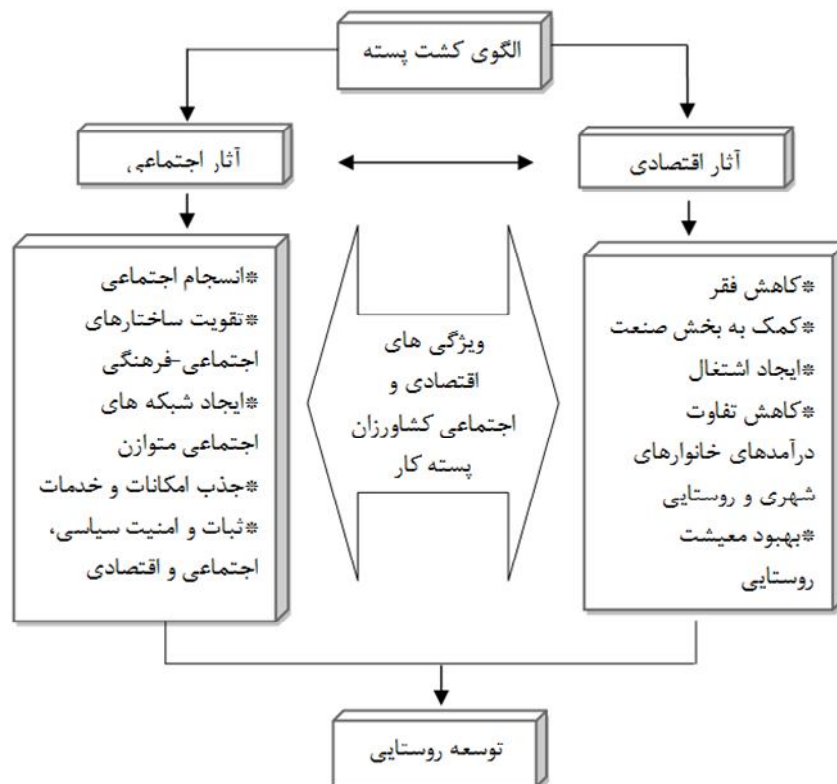 الگوی کشت پسته
آثار اقتصادی
آثار اجتماعی
*کاهش فقر
*کمک به بخش صنعت
*ایجاد اشتغال
*کاهش تفاوت
درآمدهای خانوارهای
شهری و روستایی
*بهبود معیشت
روستایی
ویژگی های
اقتصادی و
اجتماعی کشاورزان
پسته کار
*انسجام اجتماعی
*تقویت ساختارهای
اجتماعی-فرهنگی
*ایجاد شبکه های
اجتماعی متوازن
*جذب امکانات و خدمات
*ثبات و امنیت سیاسی،
اجتماعی و اقتصادی
توسعه روستایی